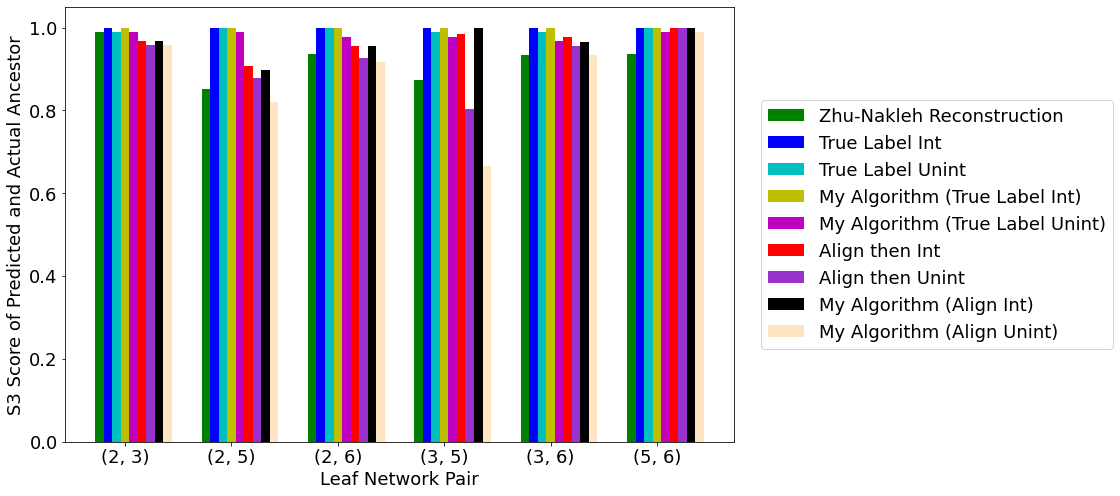 S3 Score of Predicted and Actual Ancestor
1.0
0.8
0.6
0.4
0.2
0.0
(2, 3) (2, 5) (2, 6) (3, 5) (3, 6) (5, 6)
Leaf Network Pair
Zhu-Nakleh Reconstruction
True Label Int
True Label Unint
My Algorithm (True Label Int)
My Algorithm (True Label Unint)
Align then Int
Align then Unint
My Algorithm (Align Int)
My Algorithm (Align Unint)